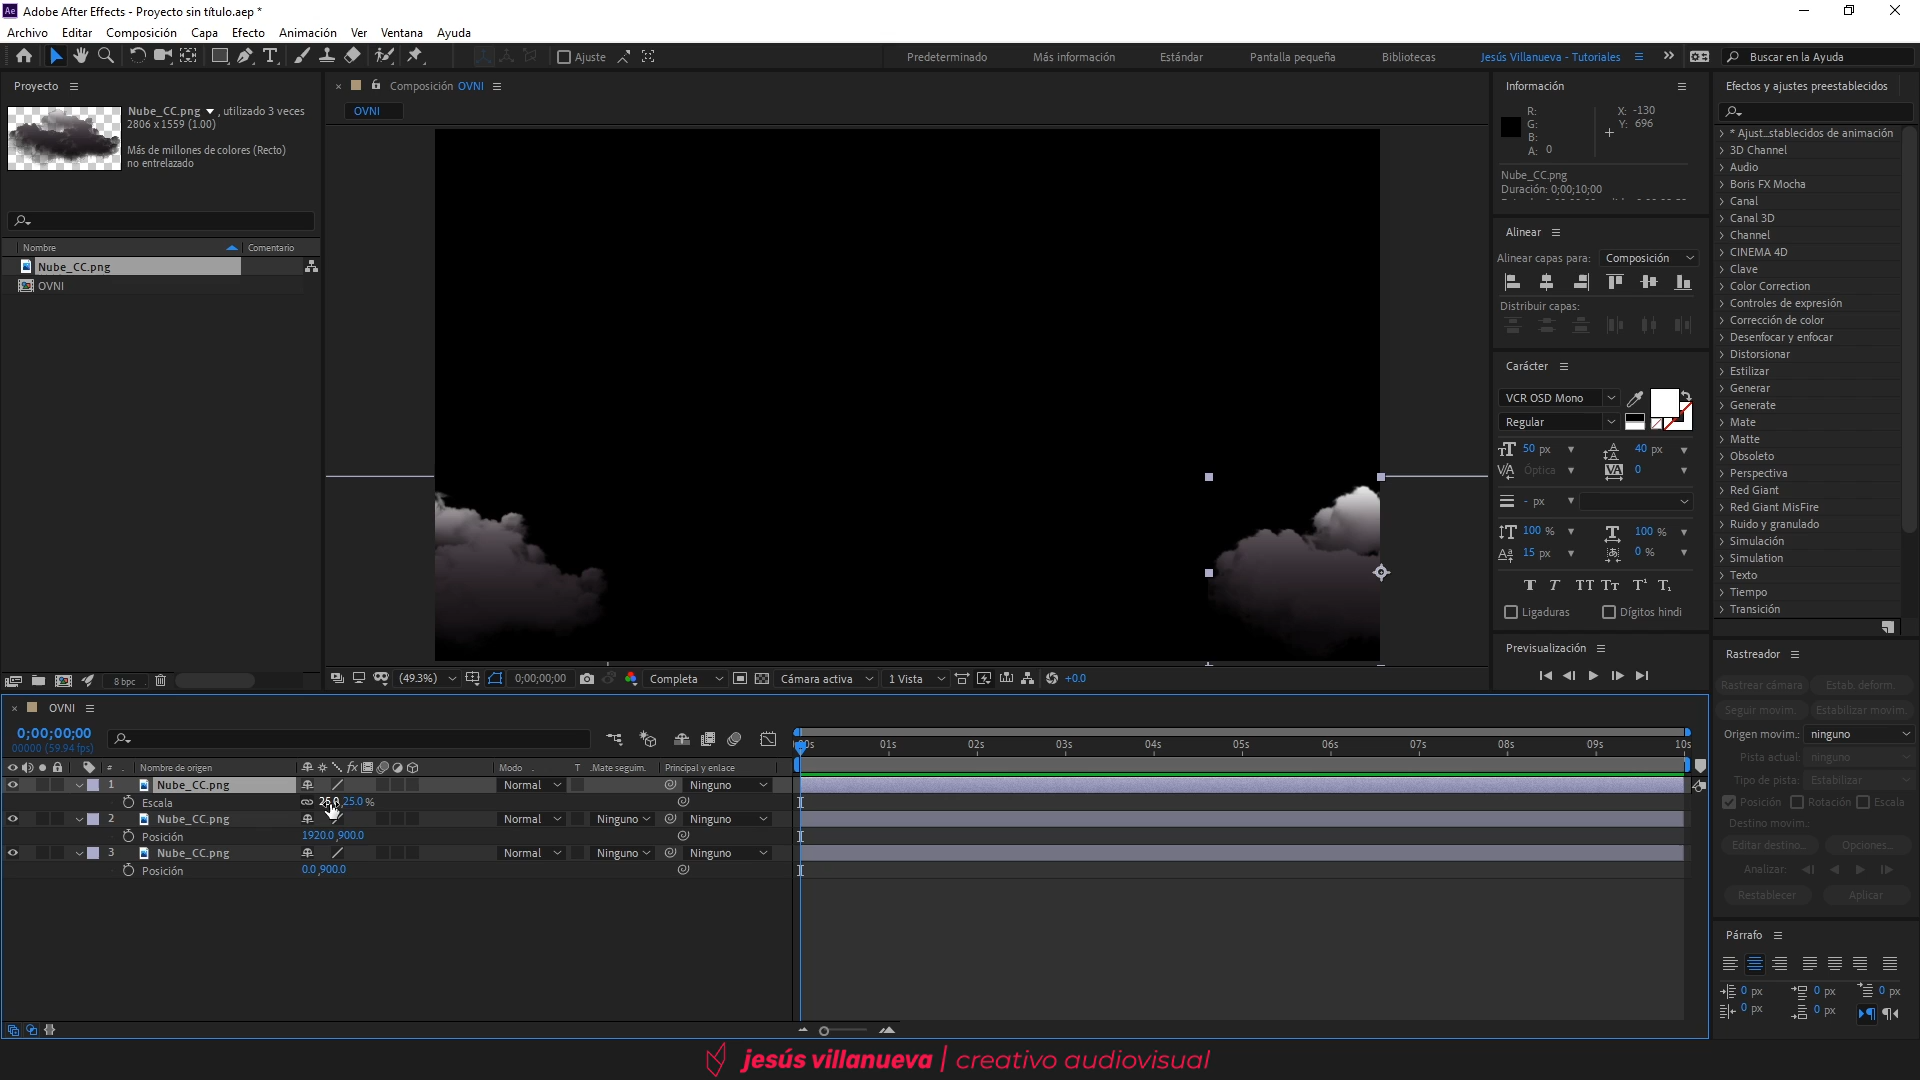 Adobe After Effects - Proyecto sin título.aep *
Archivo Editar Composición Capa Efecto Animación Ver Ventana Ayuda
Ajuste
Predeterminado Más información Estándar Pantalla pequeña Bibliotecas Jesús Villanueva - Tutoriales
Buscar en la Ayuda
Proyecto
Nube_CC.png , utilizado 3 veces
2806 x 1559 (1.00)
Más de millones de colores (Recto)
no entrelazado
Nombre Comentario
Nube_CC.png
OVNI
8 bpc
Composición OVNI
OVNI
(49.3%) 0;00;00;00 Completa Cámara activa 1 Vista +0.0
Información
R: X: -130
G: Y: 696
B:
A: 0
Nube_CC.png
Duración: 0;00;10;00
Alinear
Alinear capas para: Composición
Distribuir capas:
Carácter
VCR OSD Mono
Regular
50 px 40 px
Óptica 0
- px
100 % 100 %
15 px 0 %
Ligaduras Dígitos hindi
Previsualización
Efectos y ajustes preestablecidos
* Ajust...stablecidos de animación
3D Channel
Audio
Boris FX Mocha
Canal
Canal 3D
Channel
CINEMA 4D
Clave
Color Correction
Controles de expresión
Corrección de color
Desenfocar y enfocar
Distorsionar
Estilizar
Generar
Generate
Mate
Matte
Obsoleto
Perspectiva
Red Giant
Red Giant MisFire
Ruido y granulado
Simulación
Simulation
Texto
Tiempo
Transición
Rastreador
Rastrear cámara Estab. deform.
Seguir movim. Estabilizar movim.
Origen movim.: ninguno
Pista actual: ninguno
Tipo de pista: Estabilizar
Posición Rotación Escala
Destino movim.:
Editar destino... Opciones...
Analizar:
Restablecer Aplicar
Párrafo
0 px 0 px 0 px
0 px 0 px
OVNI
0;00;00;00
00000 (59.94 fps)
01s 02s 03s 04s 05s 06s 07s 08s 09s 10s
# Nombre de origen Modo T .Mate seguim. Principal y enlace
1 Nube_CC.png Normal Ninguno
Escala 25.0,25.0 %
2 Nube_CC.png Normal Ninguno Ninguno
Posición 1920.0,900.0
3 Nube_CC.png Normal Ninguno Ninguno
Posición 0.0,900.0
jesús villanueva | creativo audiovisual